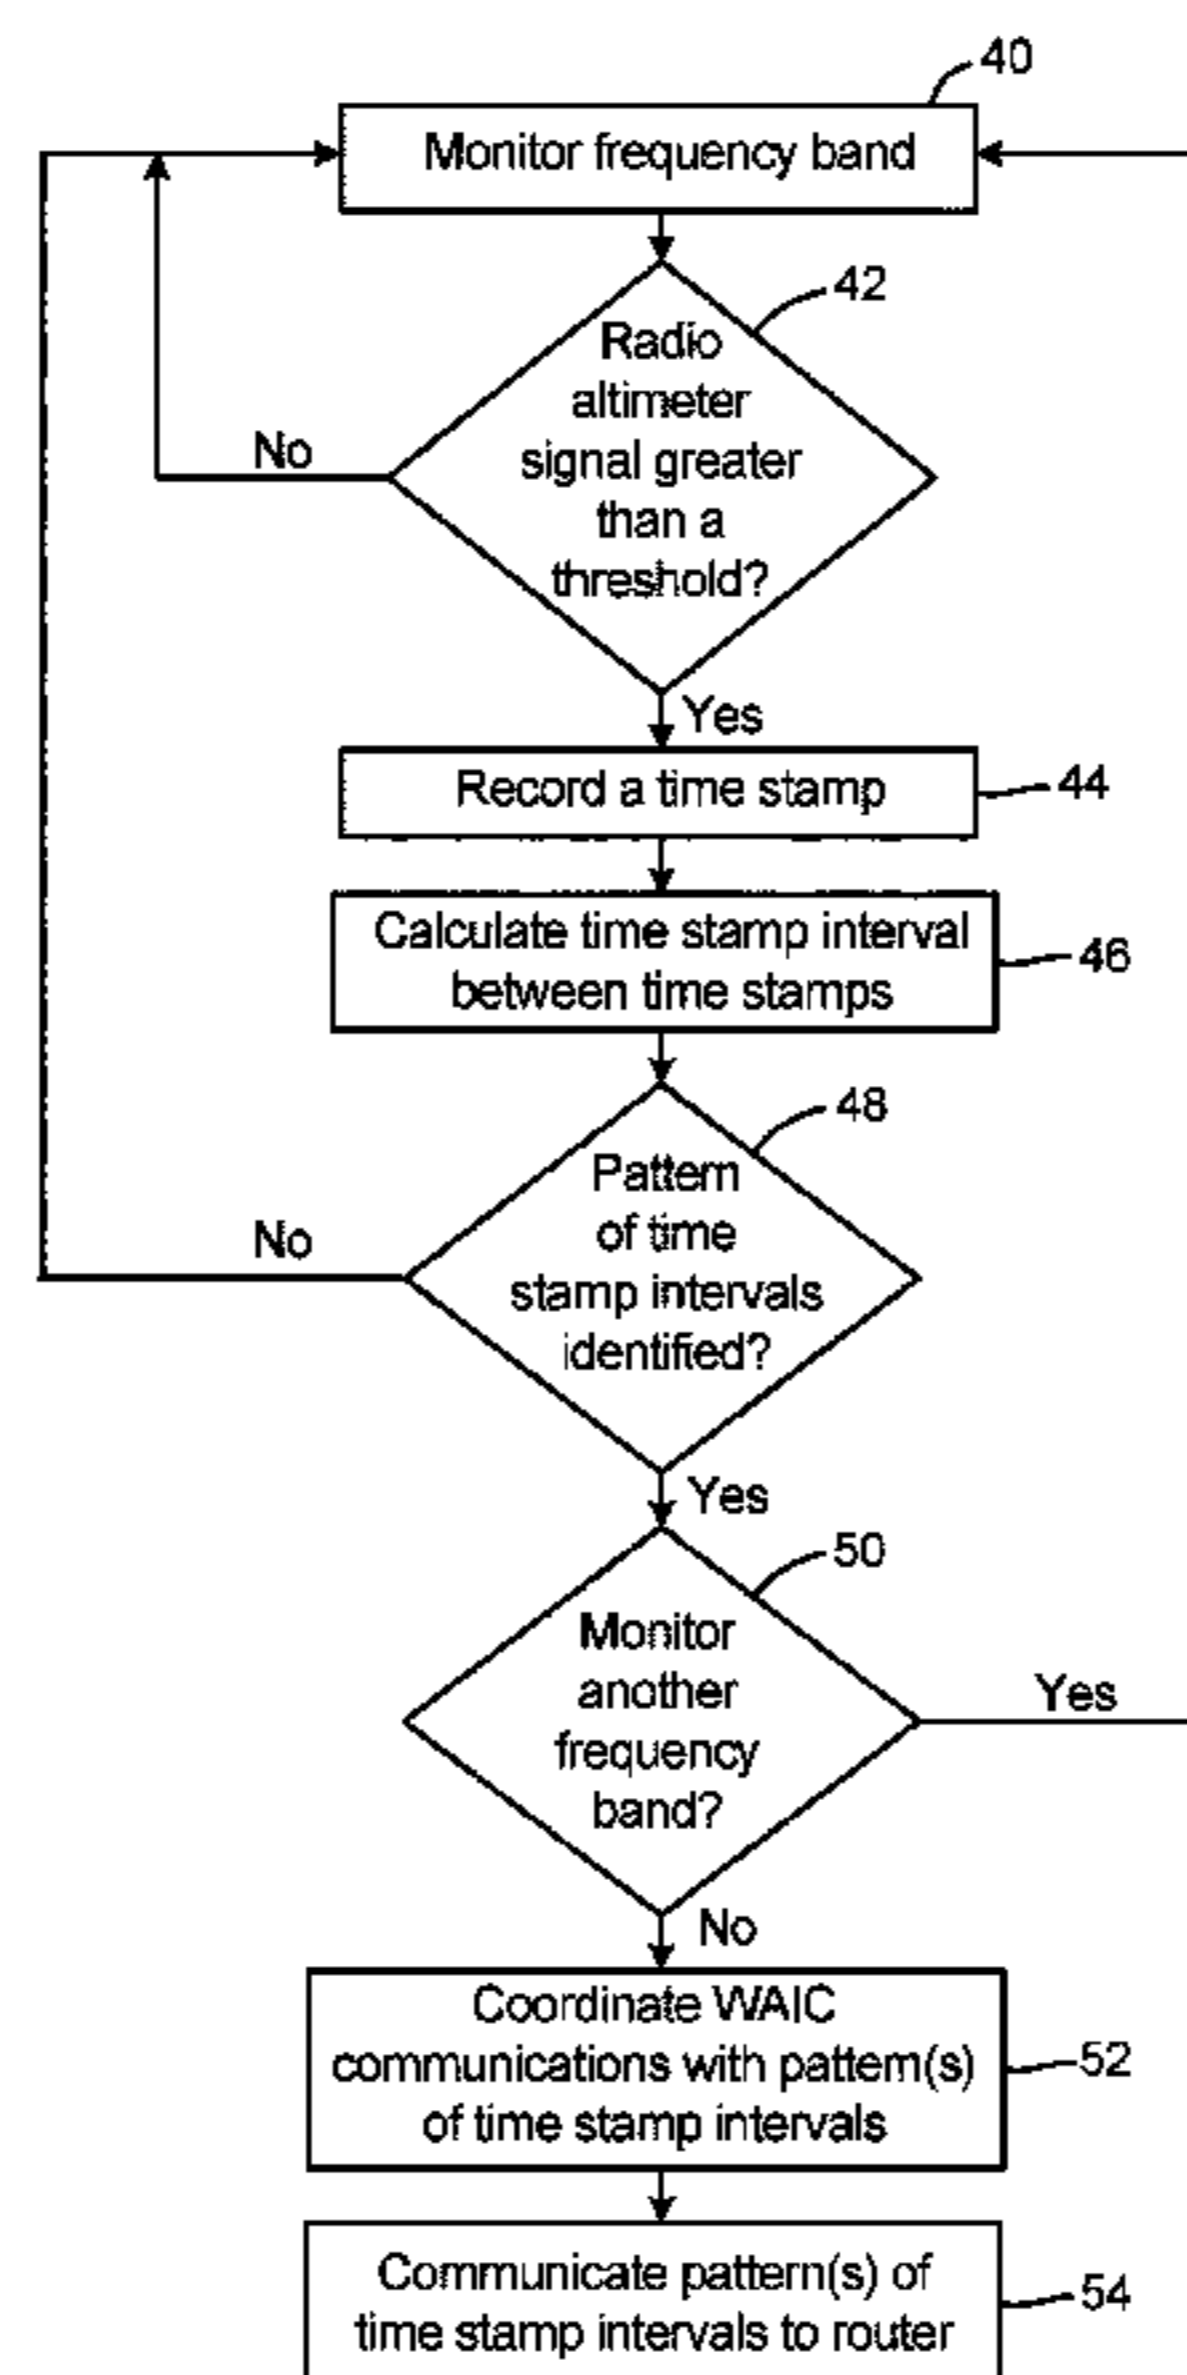 40
Monitor frequency band
42
Radio
altimeter
signal greater
than a
threshold?
No
Yes
Record a time stamp
44
Calculate time stamp interval
between time stamps
46
48
Pattern
of time
stamp intervals
identified?
No
Yes
50
Monitor
another
frequency
band?
Yes
No
Coordinate WAIC
communications with pattern(s)
of time stamp intervals
52
Communicate pattern(s) of
time stamp intervals to router
54